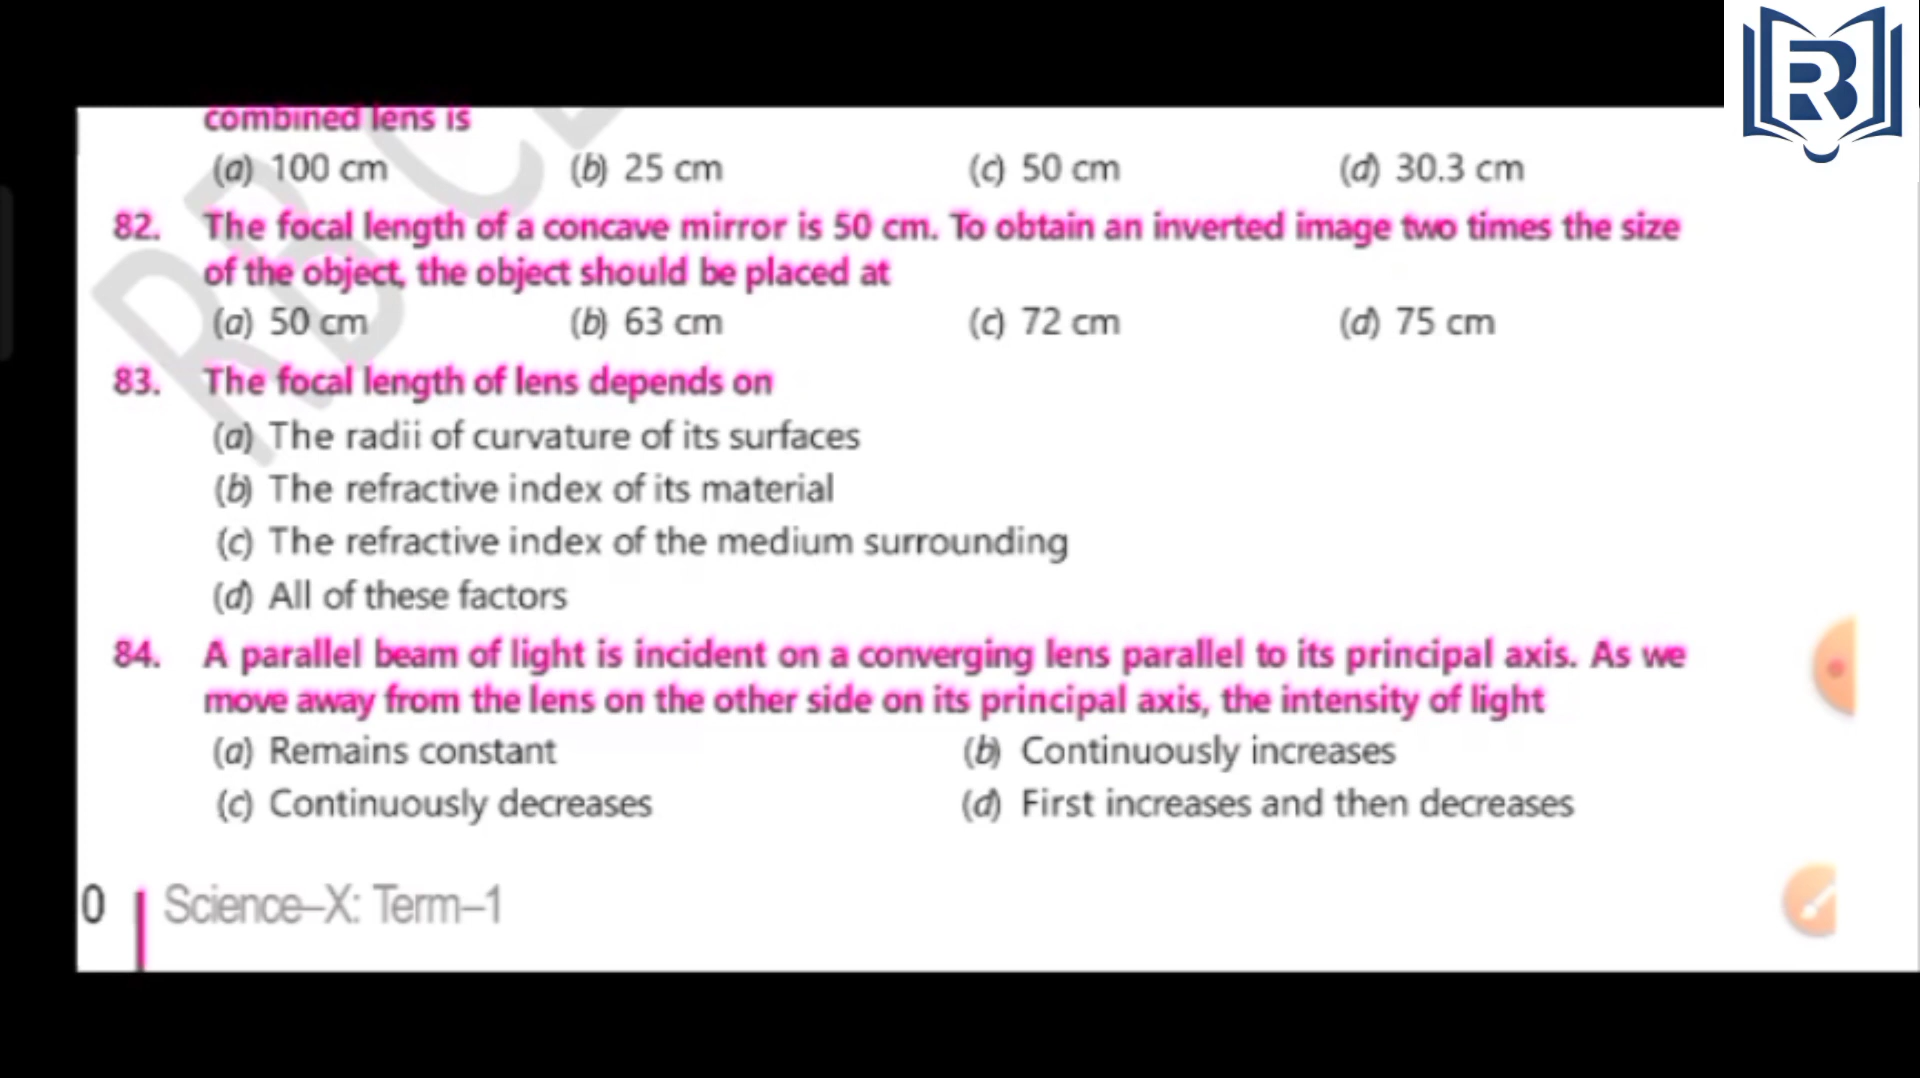 combined lens is
(a) 100 cm (b) 25 cm (c) 50 cm (d) 30.3 cm
82. The focal length of a concave mirror is 50 cm. To obtain an inverted image two times the size
of the object, the object should be placed at
(a) 50 cm (b) 63 cm (c) 72 cm (d) 75 cm
83. The focal length of lens depends on
(a) The radii of curvature of its surfaces
(b) The refractive index of its material
(c) The refractive index of the medium surrounding
(d) All of these factors
84. A parallel beam of light is incident on a converging lens parallel to its principal axis. As we
move away from the lens on the other side on its principal axis, the intensity of light
(a) Remains constant (b) Continuously increases
(c) Continuously decreases (d) First increases and then decreases
0 Science–X: Term–1